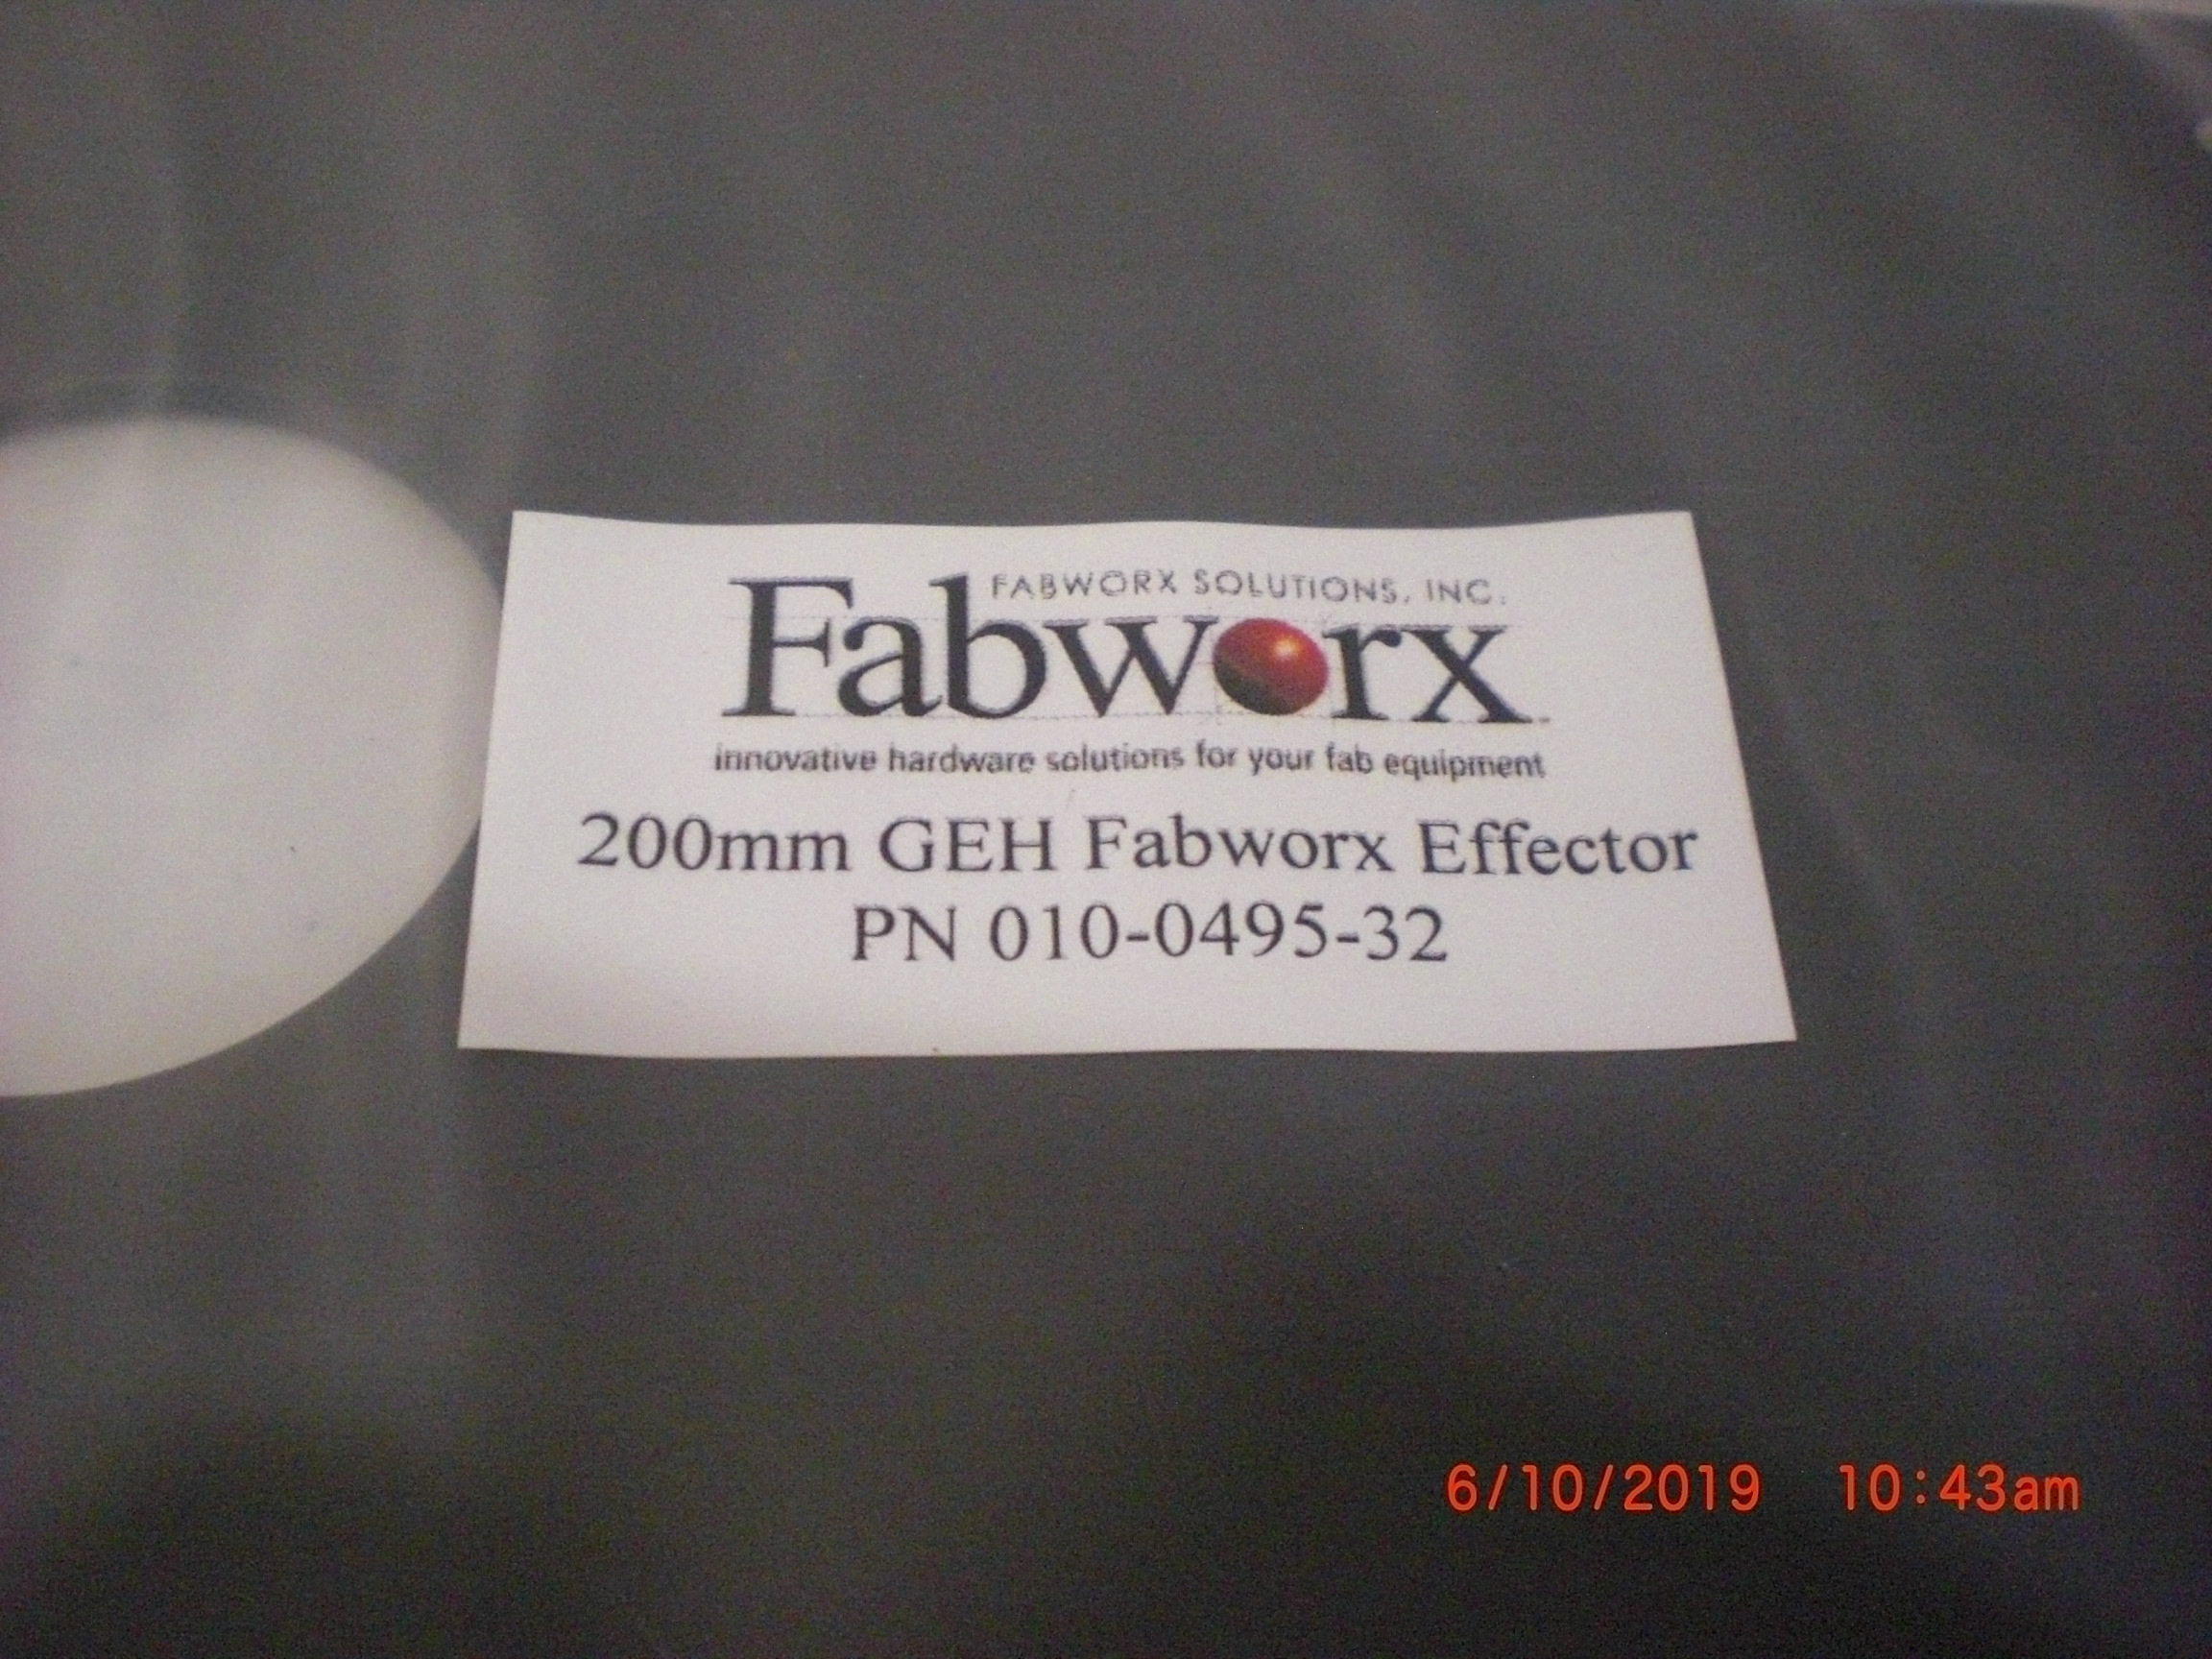 FABWORX SOLUTIONS, INC.
Fabworx
innovative hardware solutions for your fab equipment
200mm GEH Fabworx Effector
PN 010-0495-32
6/10/2019 10:43am